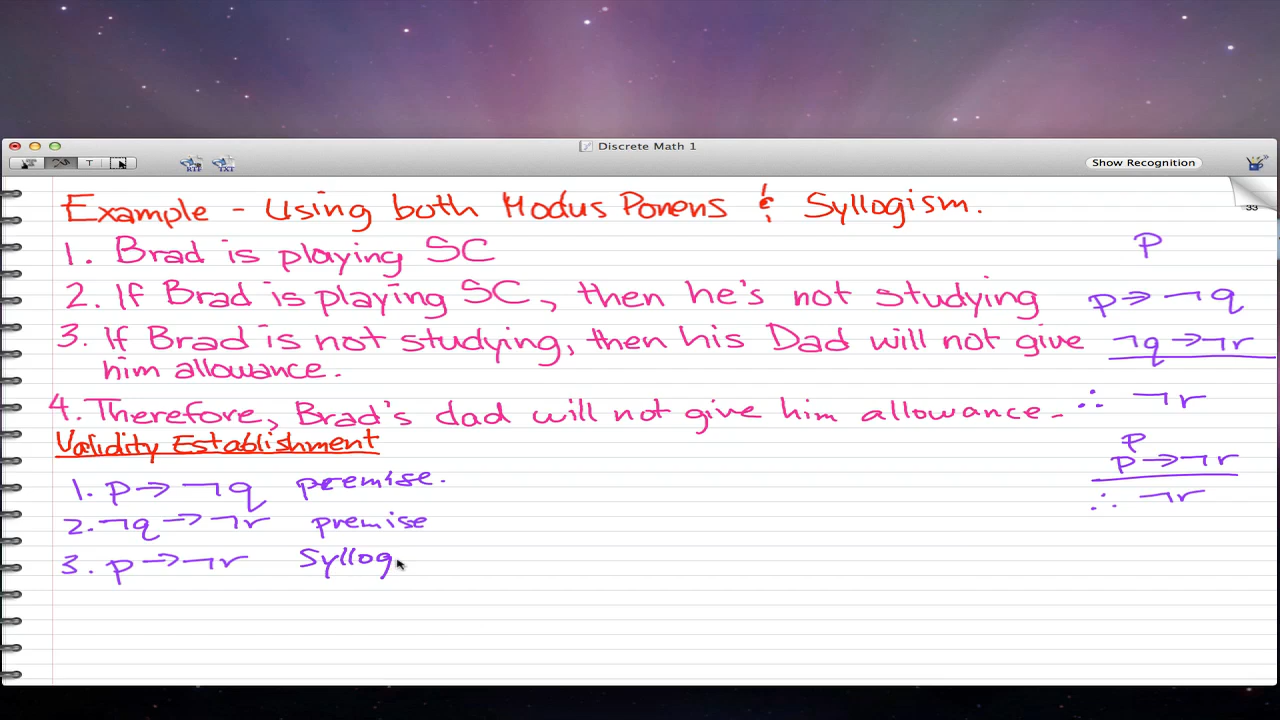 Discrete Math 1
T
RTF TXT
Show Recognition
33
Example - Using both Modus Ponens & Syllogism.
1. Brad is playing SC
p
2. If Brad is playing SC, then he's not studying
p → ¬q
3. If Brad is not studying, then his Dad will not give
¬q → ¬r
him allowance.
4. Therefore, Brad's dad will not give him allowance.
∴ ¬r
Validity Establishment
p
p → ¬r
∴ ¬r
1. p → ¬q premise.
2. ¬q → ¬r premise
3. p → ¬r Syllog